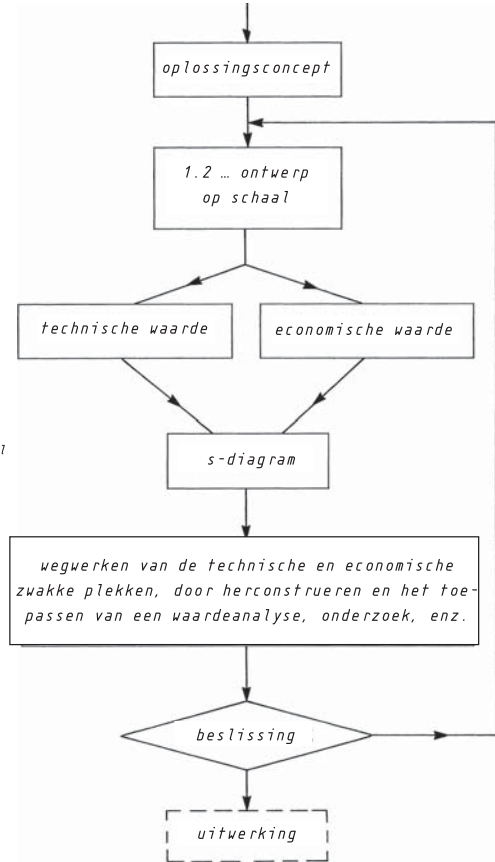 oplossingsconcept
1.2 … ontwerp
op schaal
technische waarde
economische waarde
s-diagram
wegwerken van de technische en economische
zwakke plekken, door herconstrueren en het toe-
passen van een waardeanalyse, onderzoek, enz.
beslissing
uitwerking